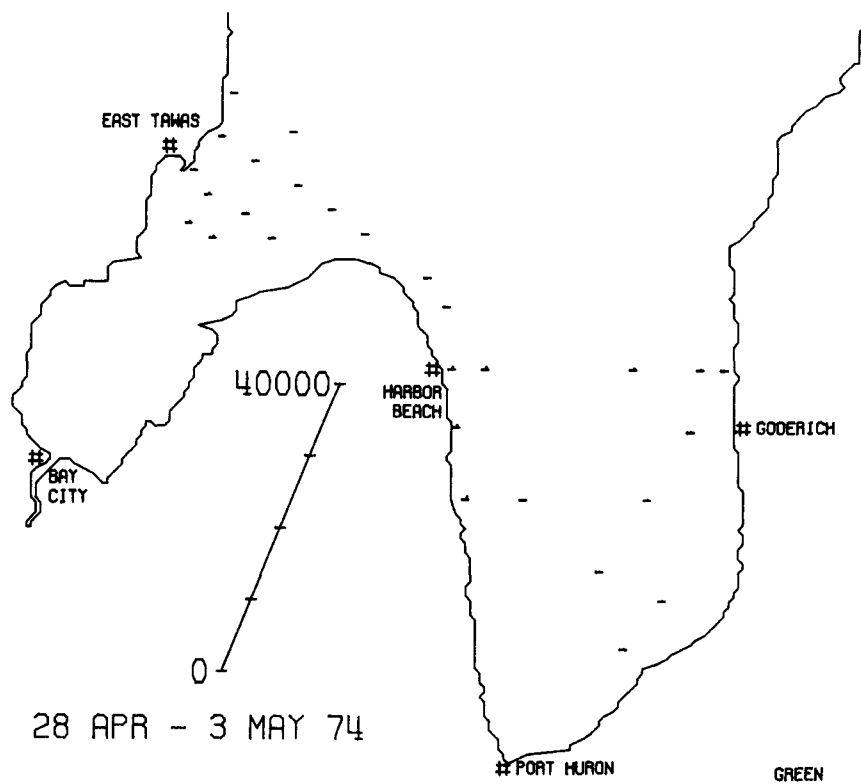 EAST TAWAS
#
40000
#
HARBOR
BEACH
# GODERICH
#
BAY
CITY
0
28 APR - 3 MAY 74
# PORT HURON
GREEN